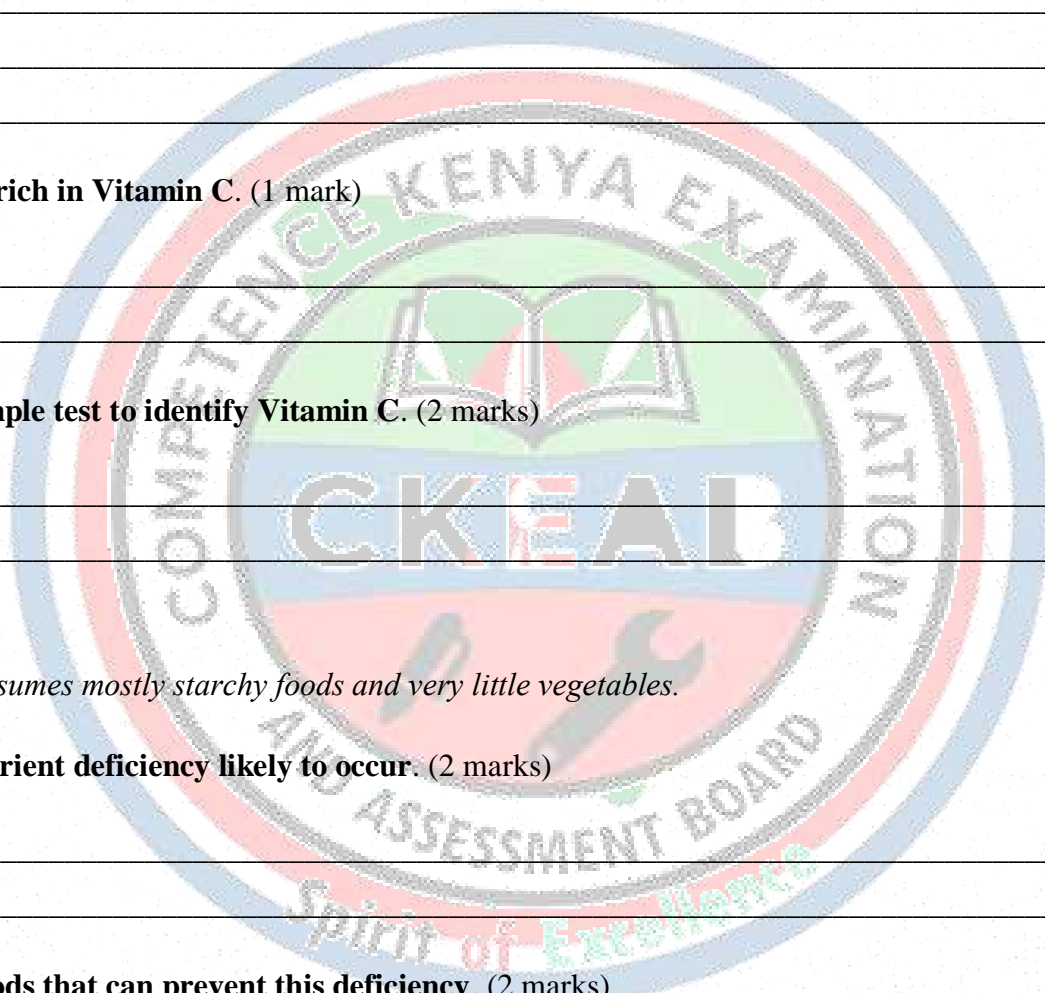 rich in Vitamin C. (1 mark)
COMPETENCE KENYA EXAMINATION
ple test to identify Vitamin C. (2 marks)
CKEAB
sumes mostly starchy foods and very little vegetables.
rient deficiency likely to occur. (2 marks)
AND ASSESSMENT BOARD
Spirit of Excellence
ods that can prevent this deficiency. (2 marks)